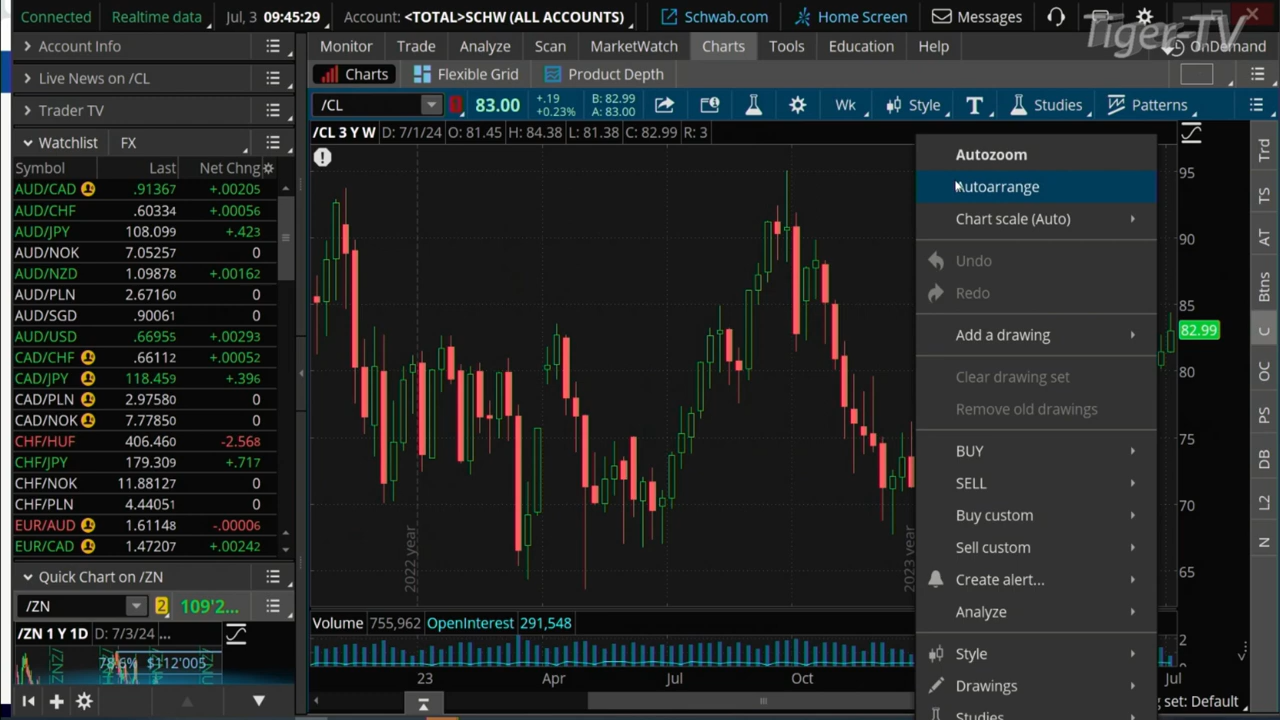 Connected Realtime data Jul, 3 09:45:29 Account: <TOTAL>SCHW (ALL ACCOUNTS) Schwab.com Home Screen Messages
Tiger-TV
OnDemand
Account Info
Live News on /CL
Trader TV
Watchlist FX
Symbol Last Net Chng
AUD/CAD .91367 +.00205
AUD/CHF .60334 +.00056
AUD/JPY 108.099 +.423
AUD/NOK 7.05257 0
AUD/NZD 1.09878 +.00162
AUD/PLN 2.67160 0
AUD/SGD .90061 0
AUD/USD .66955 +.00293
CAD/CHF .66112 +.00052
CAD/JPY 118.459 +.396
CAD/PLN 2.97580 0
CAD/NOK 7.77850 0
CHF/HUF 406.460 -2.568
CHF/JPY 179.309 +.717
CHF/NOK 11.88127 0
CHF/PLN 4.44051 0
EUR/AUD 1.61148 -.00006
EUR/CAD 1.47207 +.00242
Quick Chart on /ZN
/ZN 2 109'2...
/ZN 1 Y 1D D: 7/3/24 ...
78.6% $112'005
Monitor Trade Analyze Scan MarketWatch Charts Tools Education Help
Charts Flexible Grid Product Depth
/CL 83.00 +.19 +0.23% B: 82.99 A: 83.00 Wk Style T Studies Patterns
/CL 3 Y W D: 7/1/24 O: 81.45 H: 84.38 L: 81.38 C: 82.99 R: 3
95
90
85
82.99
80
75
70
65
2022 year
2023 year
Autozoom
Autoarrange
Chart scale (Auto)
Undo
Redo
Add a drawing
Clear drawing set
Remove old drawings
BUY
SELL
Buy custom
Sell custom
Create alert...
Analyze
Style
Drawings
Studies
Volume 755,962 OpenInterest 291,548
2
0
23 Apr Jul Oct Jul
g set: Default
Trd
TS
AT
Btns
C
OC
PS
DB
L2
N